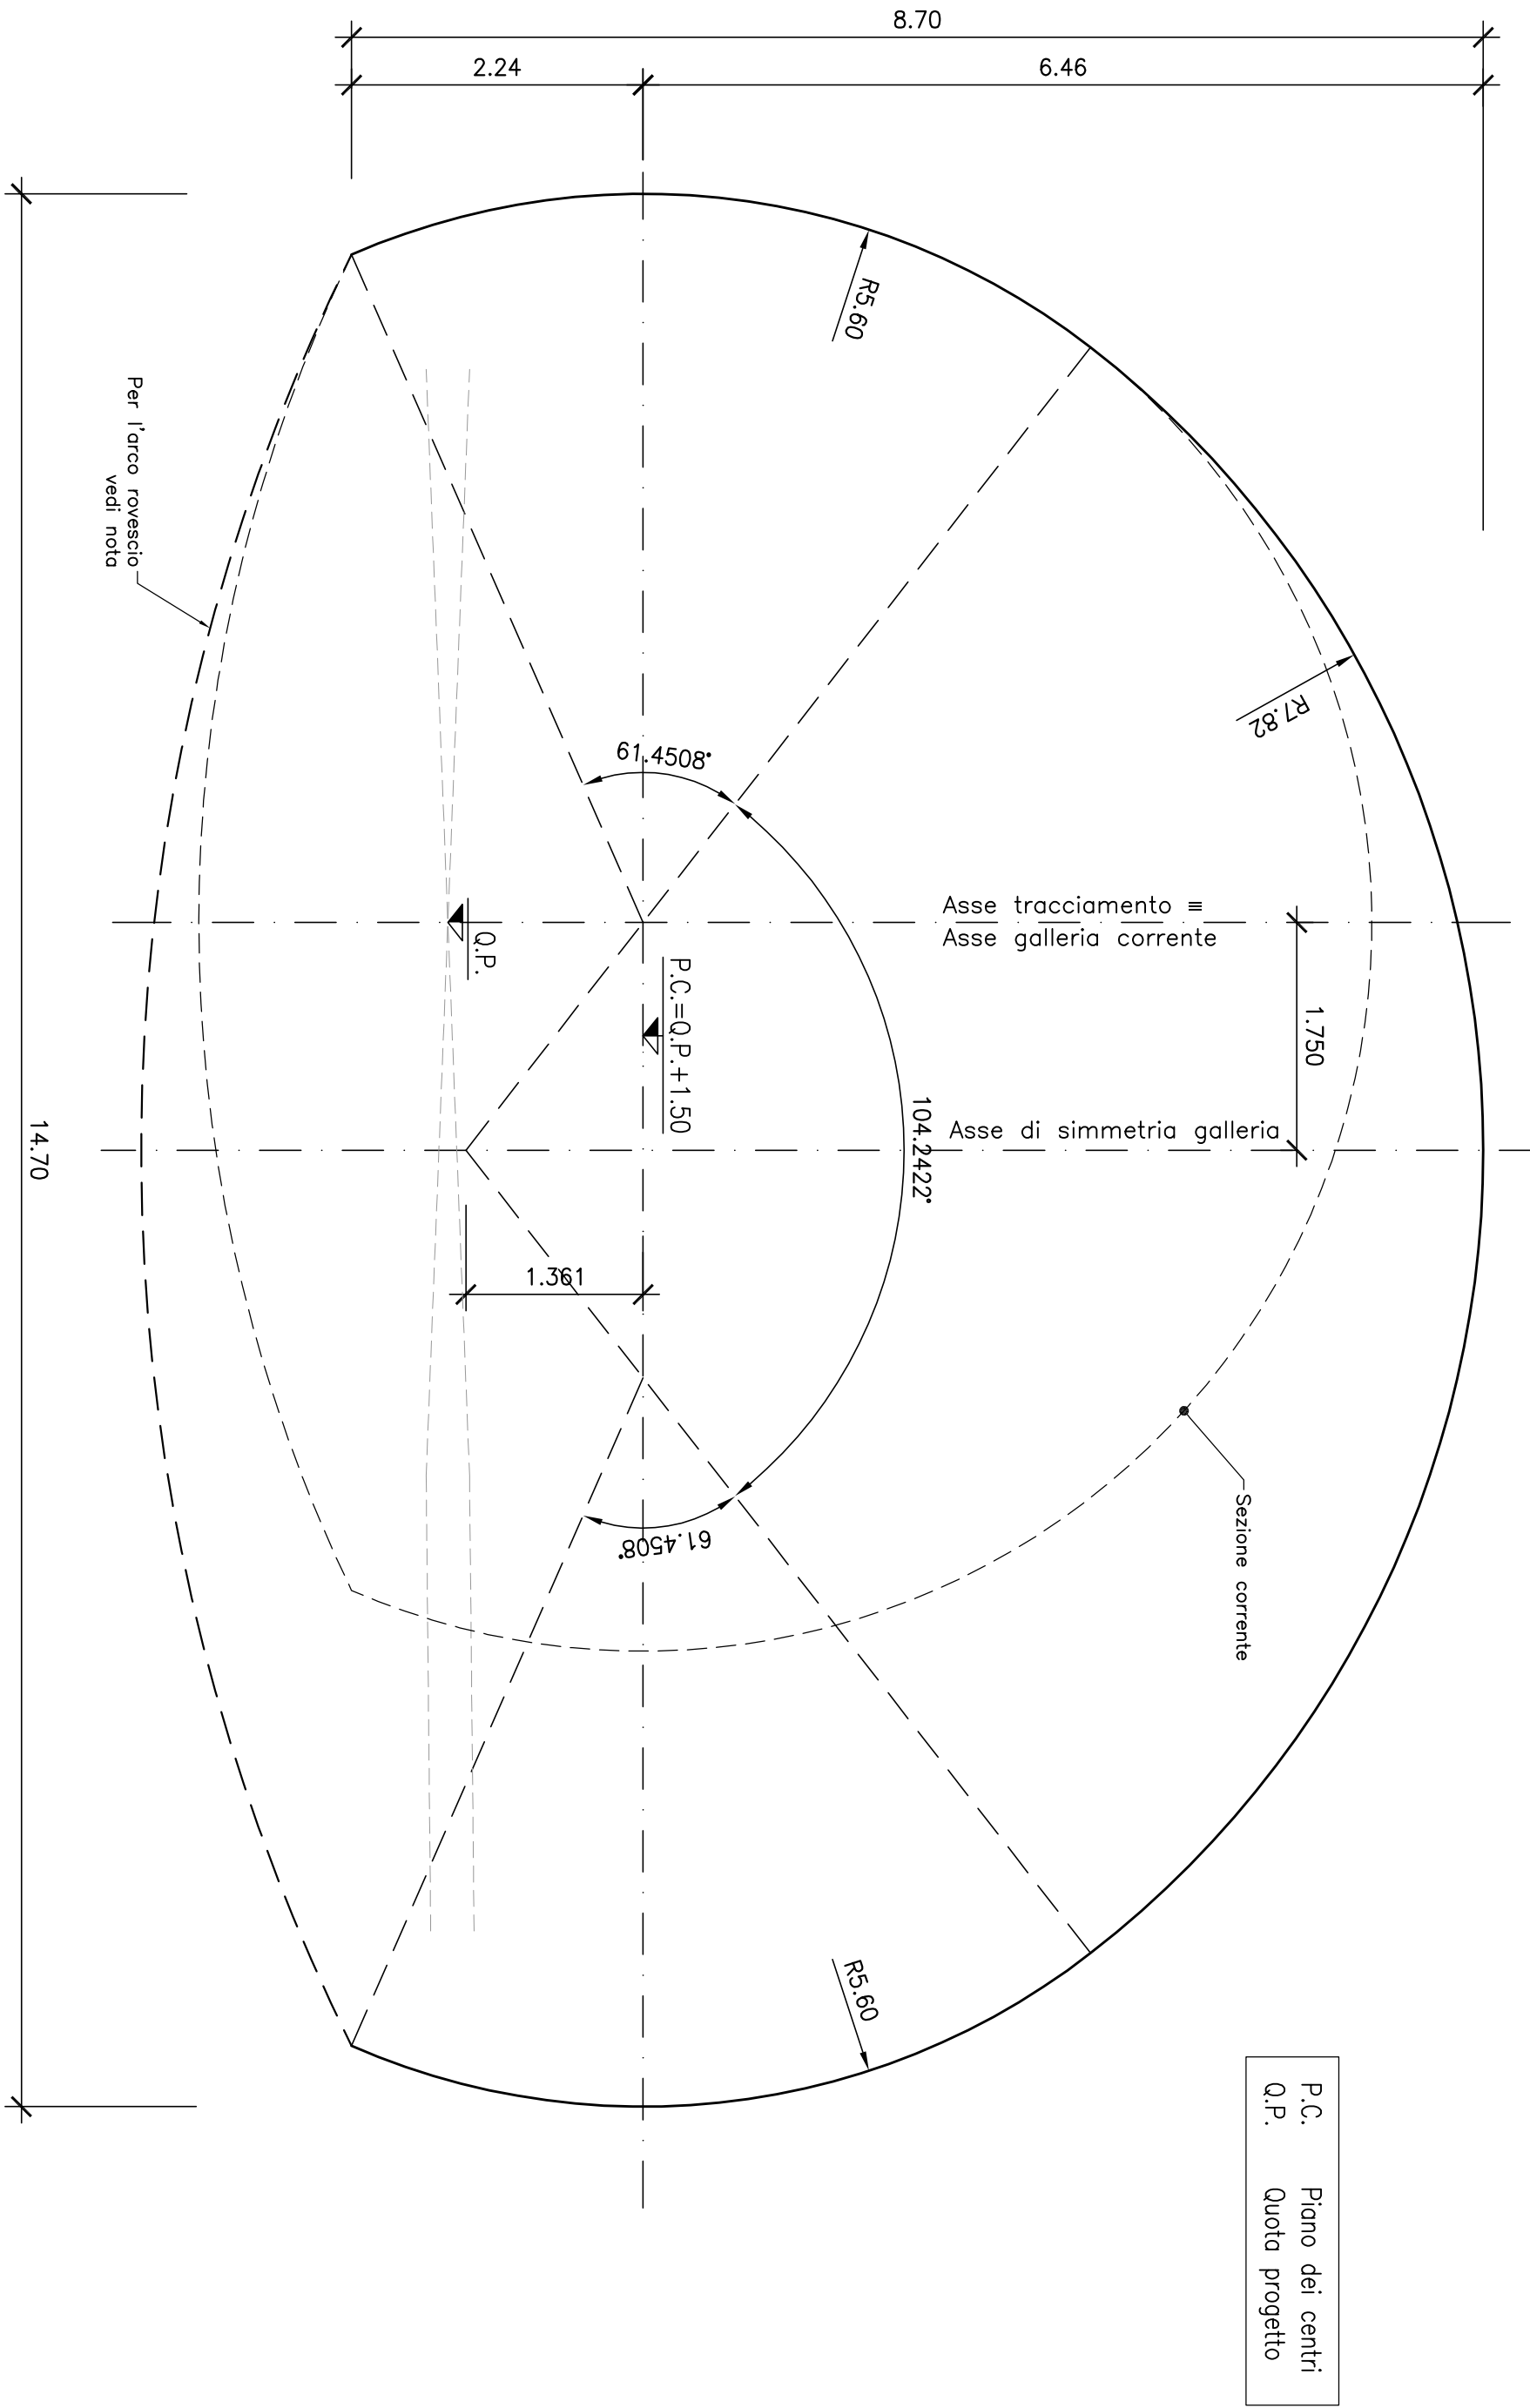 8.70
2.24
6.46
R5.60
Per l'arco rovescio
vedi nota
R7.82
61.4508°
Asse tracciamento ≡
Asse galleria corrente
Q.P.
P.C.=Q.P.+1.50
1.750
104.2422°
Asse di simmetria galleria
14.70
1.361
Sezione corrente
61.4508°
R5.60
P.C. Piano dei centri
Q.P. Quota progetto